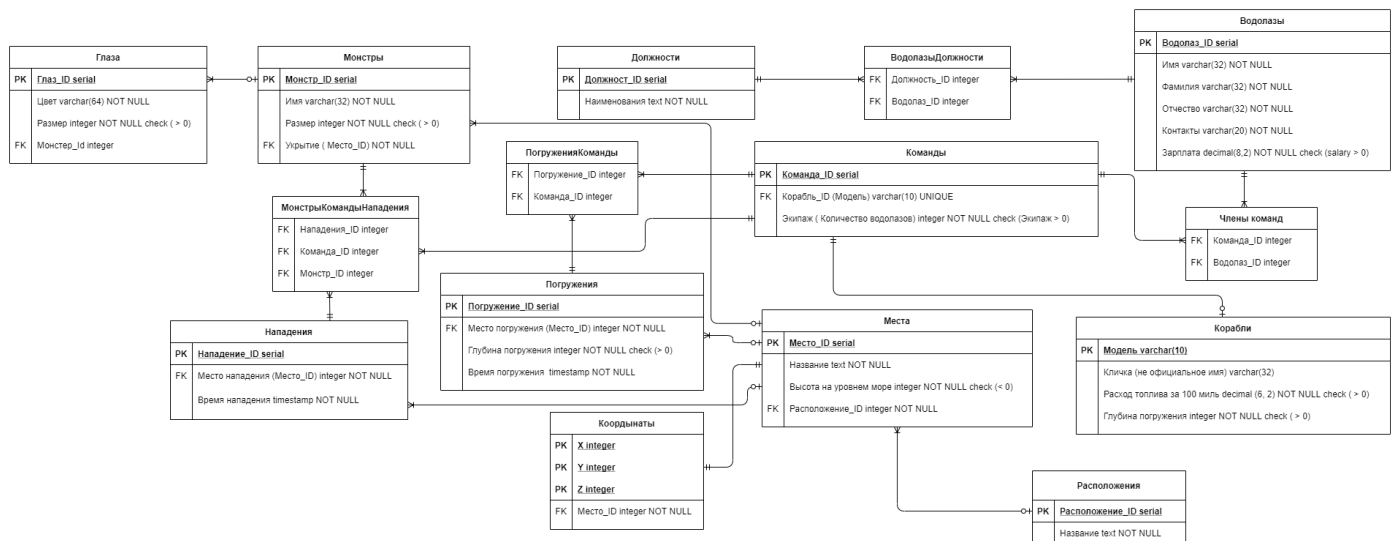 Глаза
PK Глаз_ID serial
Цвет varchar(64) NOT NULL
Размер integer NOT NULL check ( > 0)
FK Монстер_Id integer
Монстры
PK Монстр_ID serial
Имя varchar(32) NOT NULL
Размер integer NOT NULL check ( > 0)
FK Укрытие ( Место_ID) NOT NULL
Должности
PK Должност_ID serial
Наименования text NOT NULL
ВодолазыДолжности
FK Должность_ID integer
FK Водолаз_ID integer
Водолазы
PK Водолаз_ID serial
Имя varchar(32) NOT NULL
Фамилия varchar(32) NOT NULL
Отчество varchar(32) NOT NULL
Контакты varchar(20) NOT NULL
Зарплата decimal(8,2) NOT NULL check (salary > 0)
ПогруженияКоманды
FK Погружение_ID integer
FK Команда_ID integer
Команды
PK Команда_ID serial
FK Корабль_ID (Модель) varchar(10) UNIQUE
Экипаж ( Количество водолазов) integer NOT NULL check (Экипаж > 0)
МонстрыКомандыНападения
FK Нападения_ID integer
FK Команда_ID integer
FK Монстр_ID integer
Члены команд
FK Команда_ID integer
FK Водолаз_ID integer
Погружения
PK Погружение_ID serial
FK Место погружения (Место_ID) integer NOT NULL
Глубина погружения integer NOT NULL check (> 0)
Время погружения timestamp NOT NULL
Нападения
PK Нападение_ID serial
FK Место нападения (Место_ID) integer NOT NULL
Время нападения timestamp NOT NULL
Места
PK Место_ID serial
Название text NOT NULL
Высота на уровнем море integer NOT NULL check (< 0)
FK Расположение_ID integer NOT NULL
Корабли
PK Модель varchar(10)
Кличка (не официальное имя) varchar(32)
Расход топлива за 100 миль decimal (6, 2) NOT NULL check ( > 0)
Глубина погружения integer NOT NULL check ( > 0)
Координаты
PK X integer
PK Y integer
PK Z integer
FK Место_ID integer NOT NULL
Расположения
PK Расположение_ID serial
Название text NOT NULL